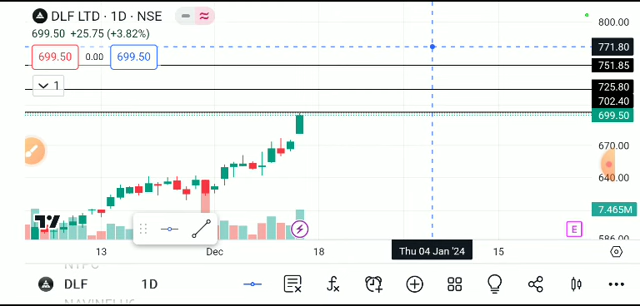 DLF LTD · 1D · NSE
699.50 +25.75 (+3.82%)
699.50 0.00 699.50
1
800.00
771.80
751.85
725.80
702.40
699.50
670.00
640.00
7.465M
E
13 Dec 18 Thu 04 Jan '24 15
DLF 1D